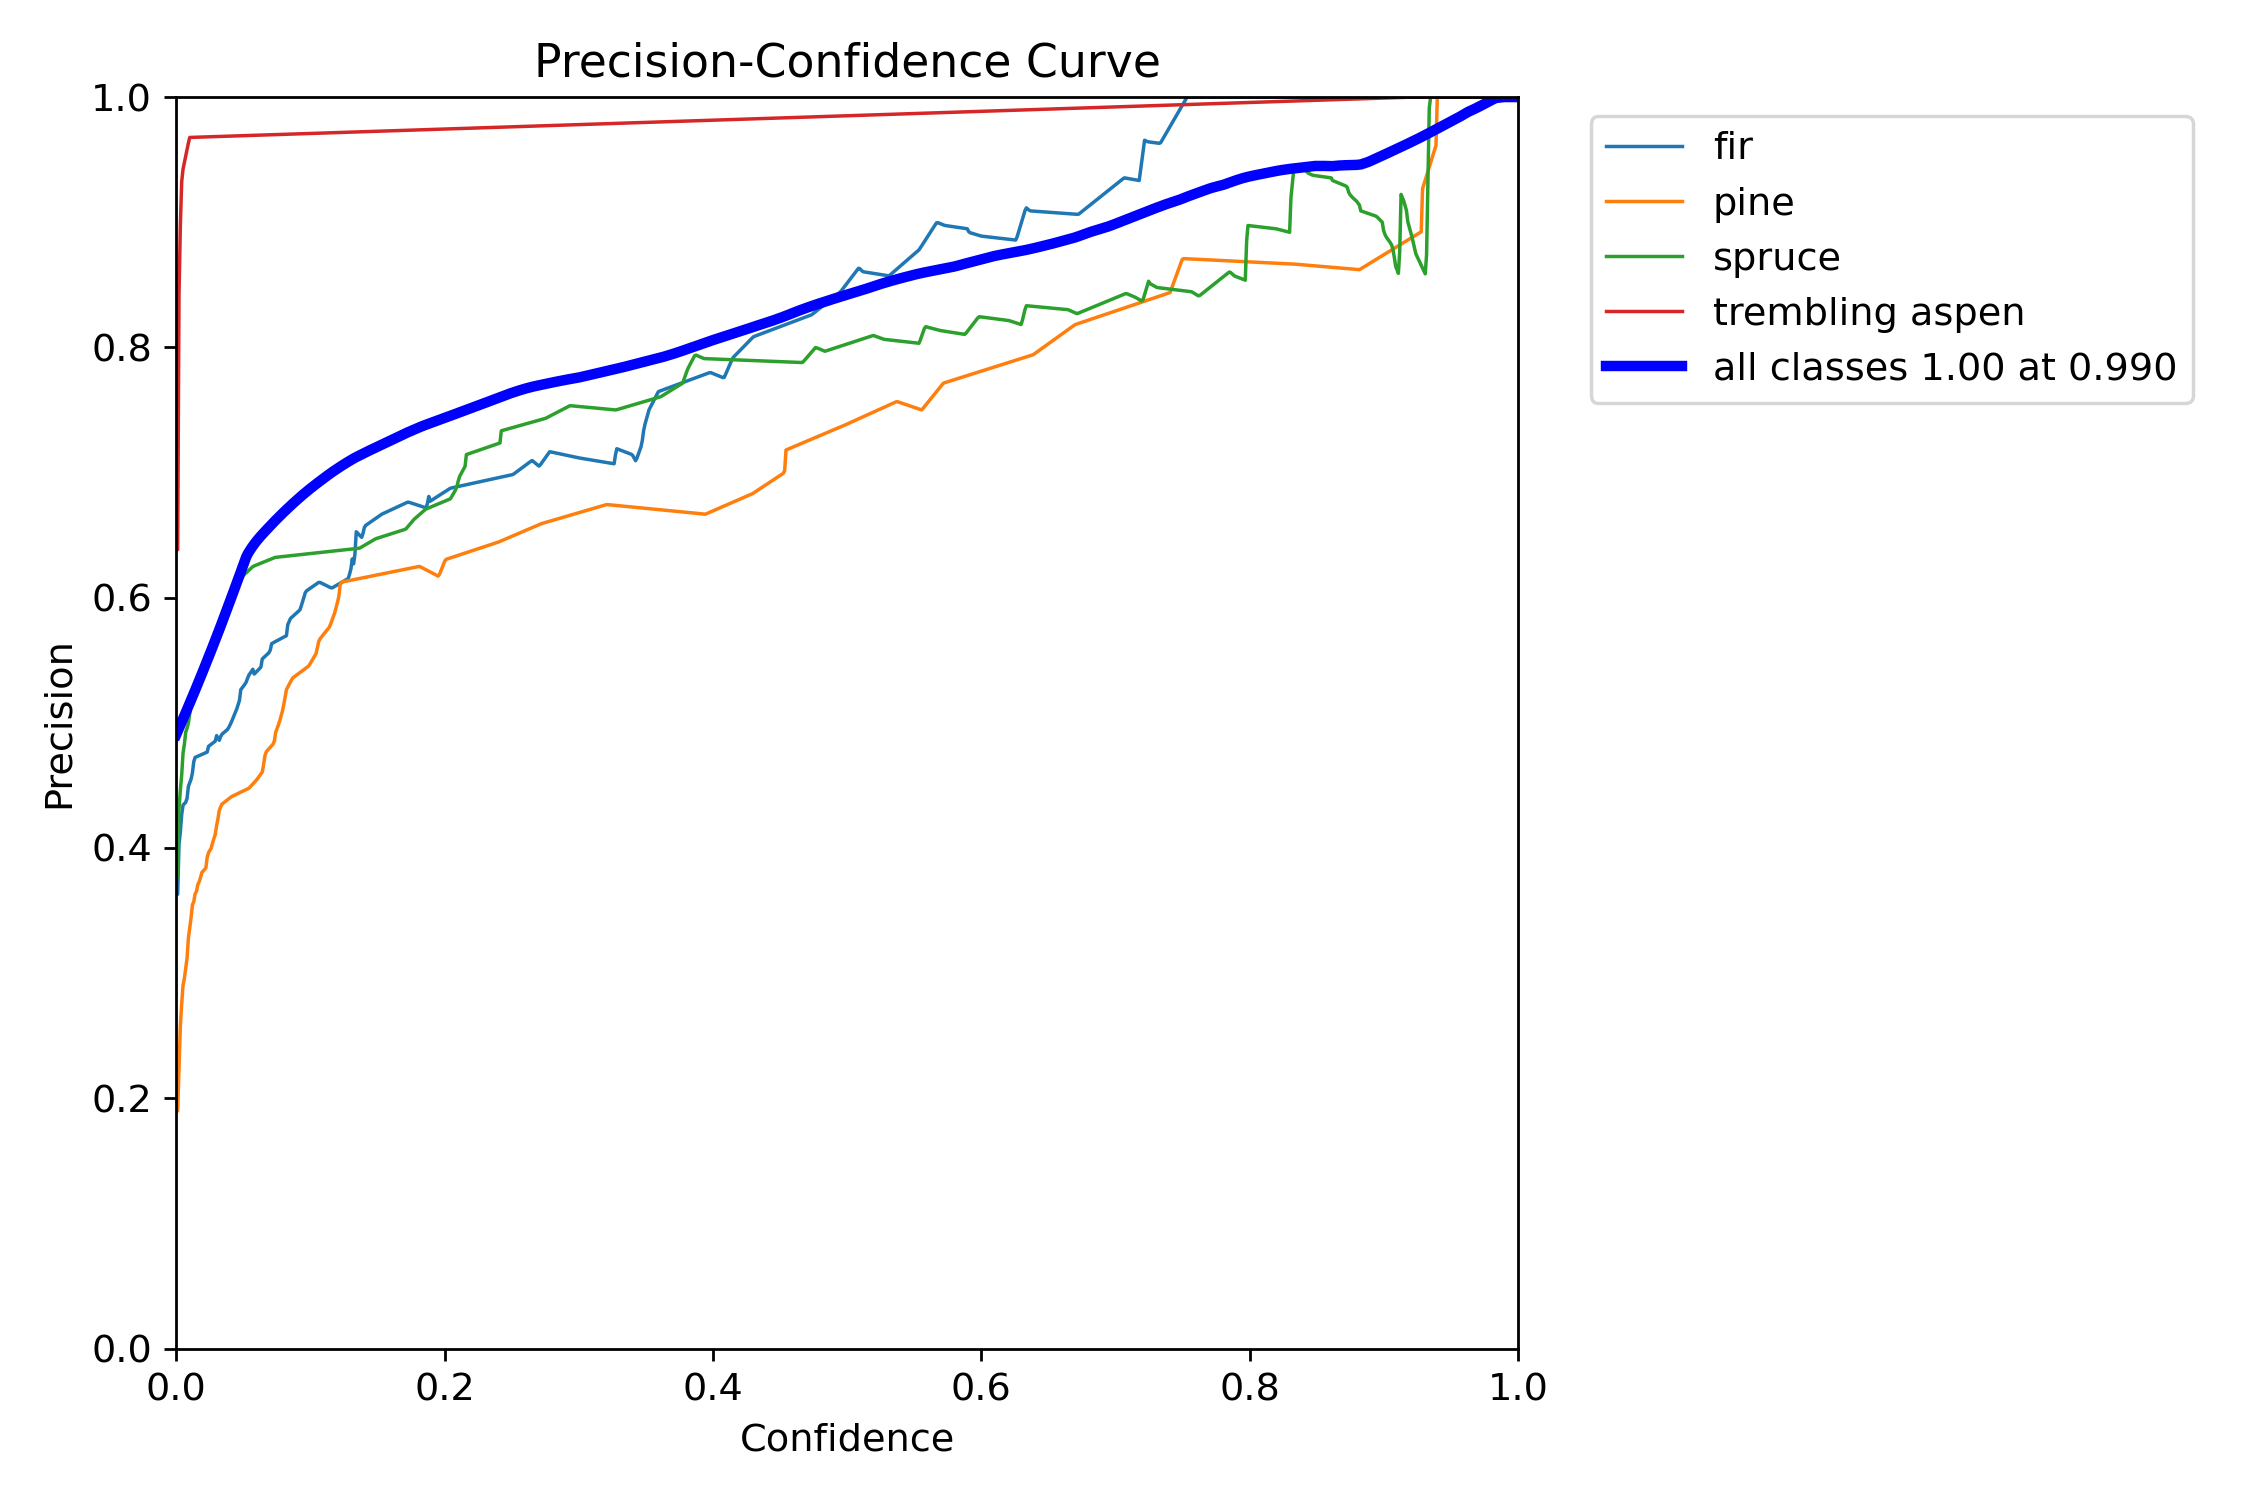 Precision-Confidence Curve
1.0
0.8
0.6
0.4
0.2
0.0
Precision
0.0 0.2 0.4 0.6 0.8 1.0
Confidence
fir
pine
spruce
trembling aspen
all classes 1.00 at 0.990